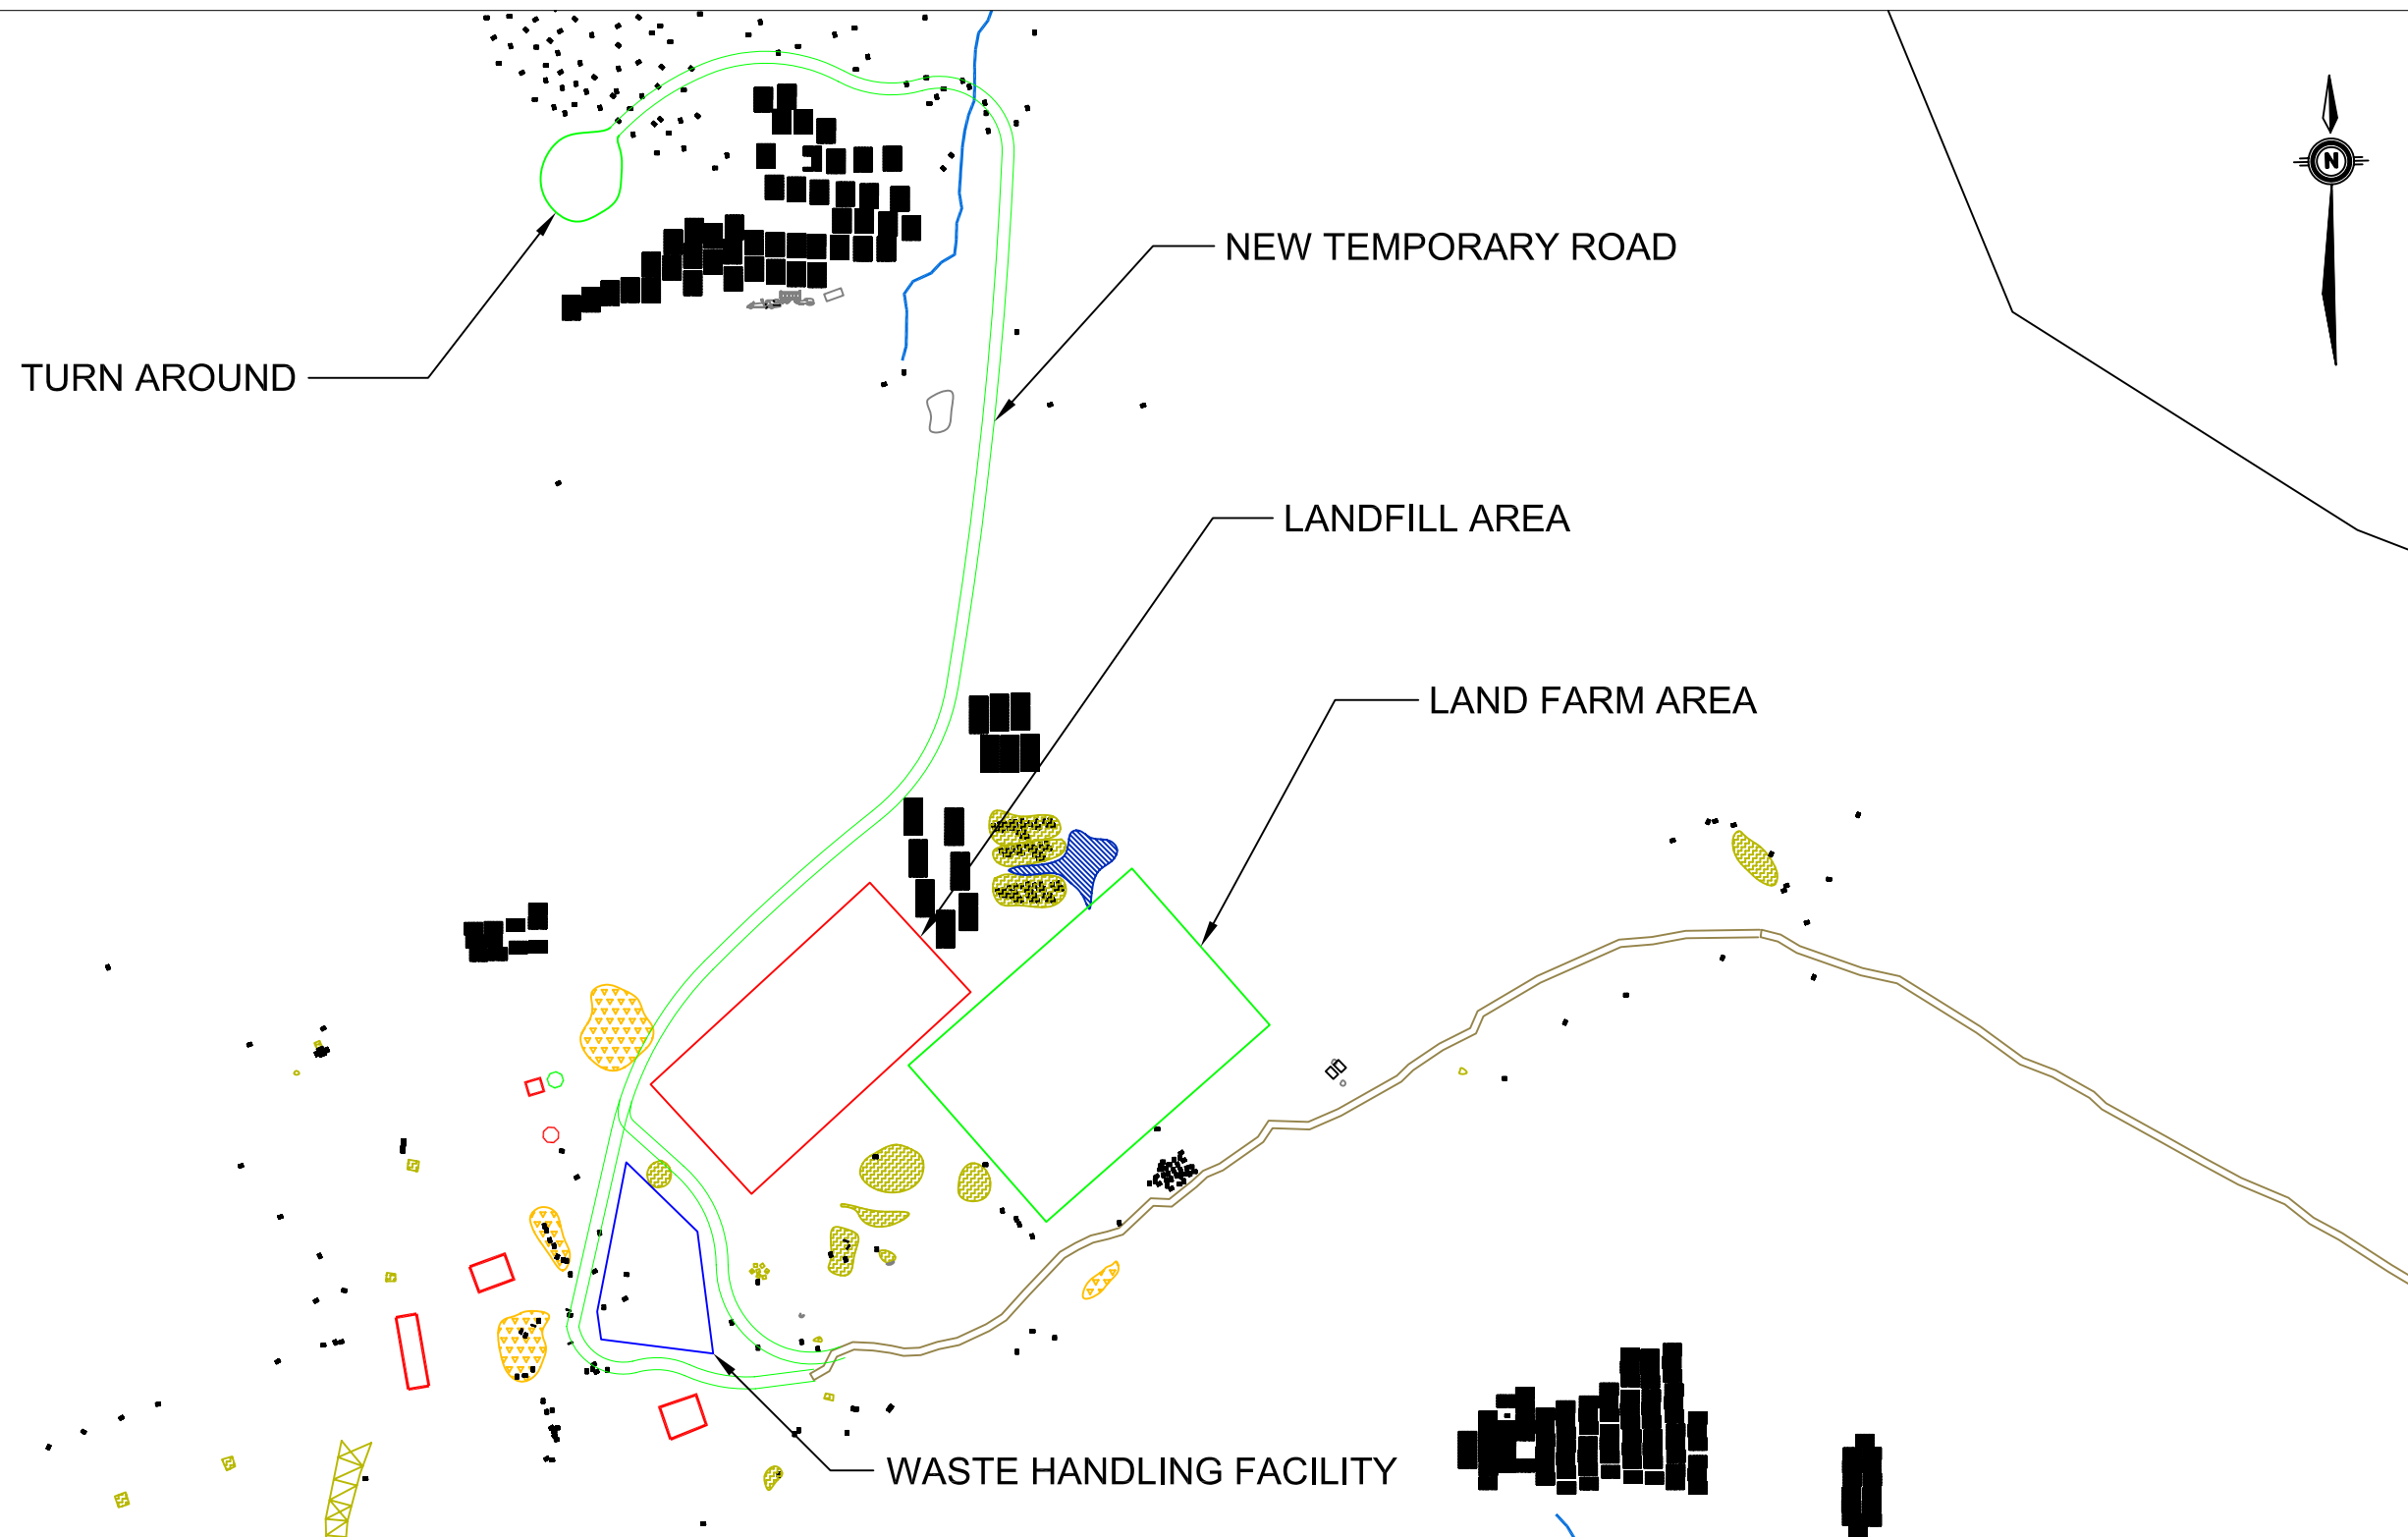 N
NEW TEMPORARY ROAD
TURN AROUND
LANDFILL AREA
LAND FARM AREA
WASTE HANDLING FACILITY